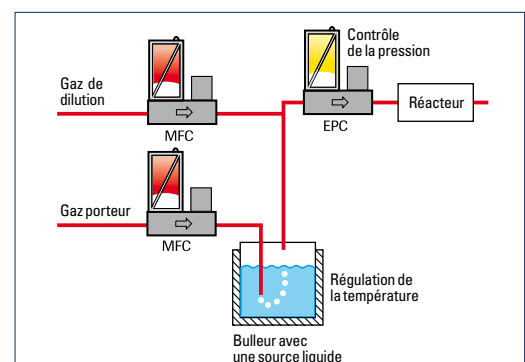 Contrôle
de la pression
Gaz de
dilution
MFC
EPC
Réacteur
Gaz porteur
MFC
Régulation de
la température
Bulleur avec
une source liquide